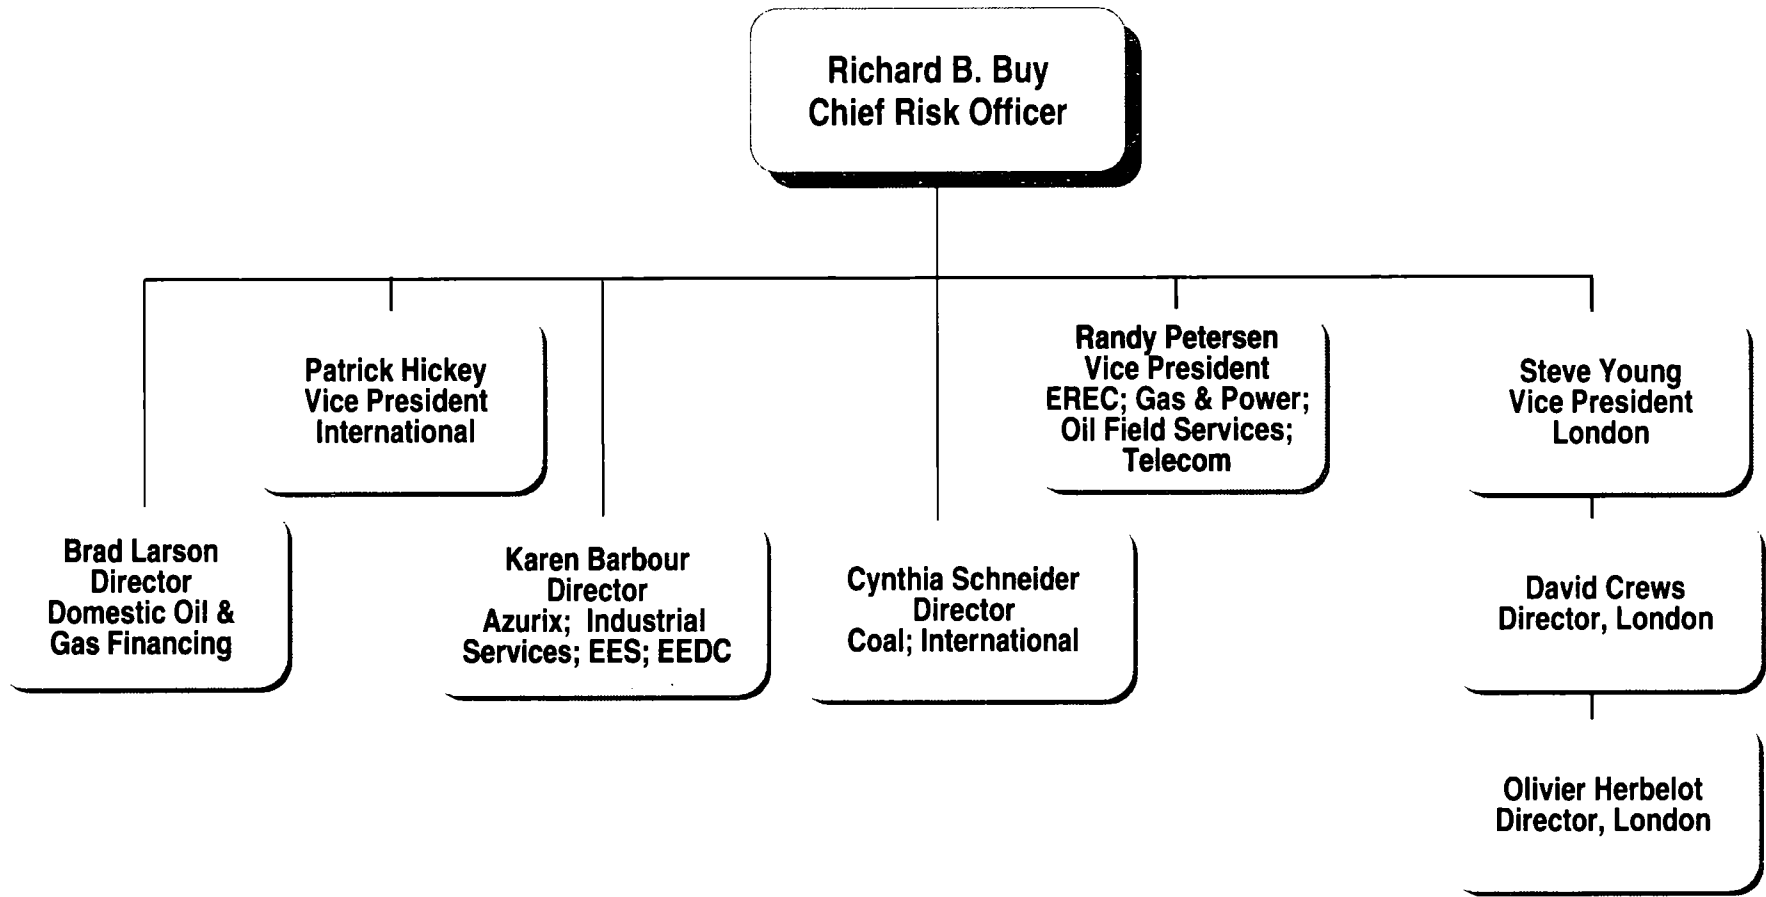 Richard B. Buy
Chief Risk Officer
Patrick Hickey
Vice President
International
Randy Petersen
Vice President
EREC; Gas & Power;
Oil Field Services;
Telecom
Steve Young
Vice President
London
Brad Larson
Director
Domestic Oil &
Gas Financing
Karen Barbour
Director
Azurix; Industrial
Services; EES; EEDC
Cynthia Schneider
Director
Coal; International
David Crews
Director, London
Olivier Herbelot
Director, London